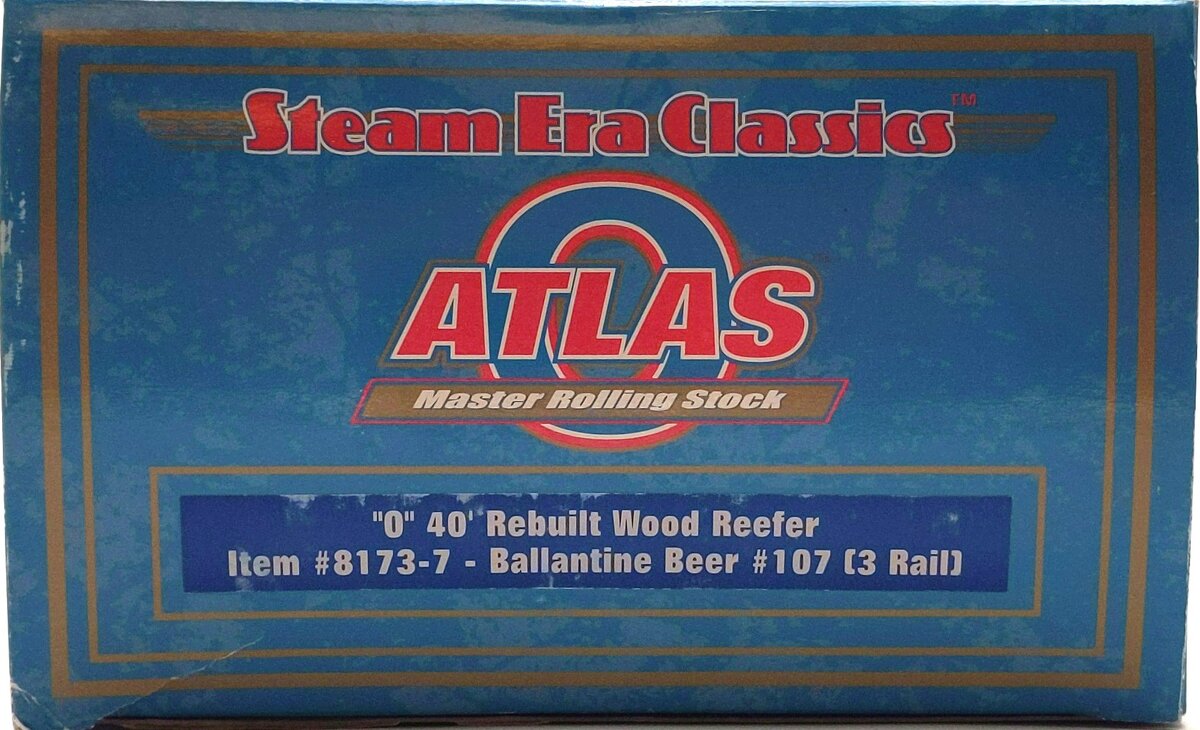 Steam Era Classics™
ATLAS O
Master Rolling Stock
"O" 40' Rebuilt Wood Reefer
Item #8173-7 - Ballantine Beer #107 (3 Rail)